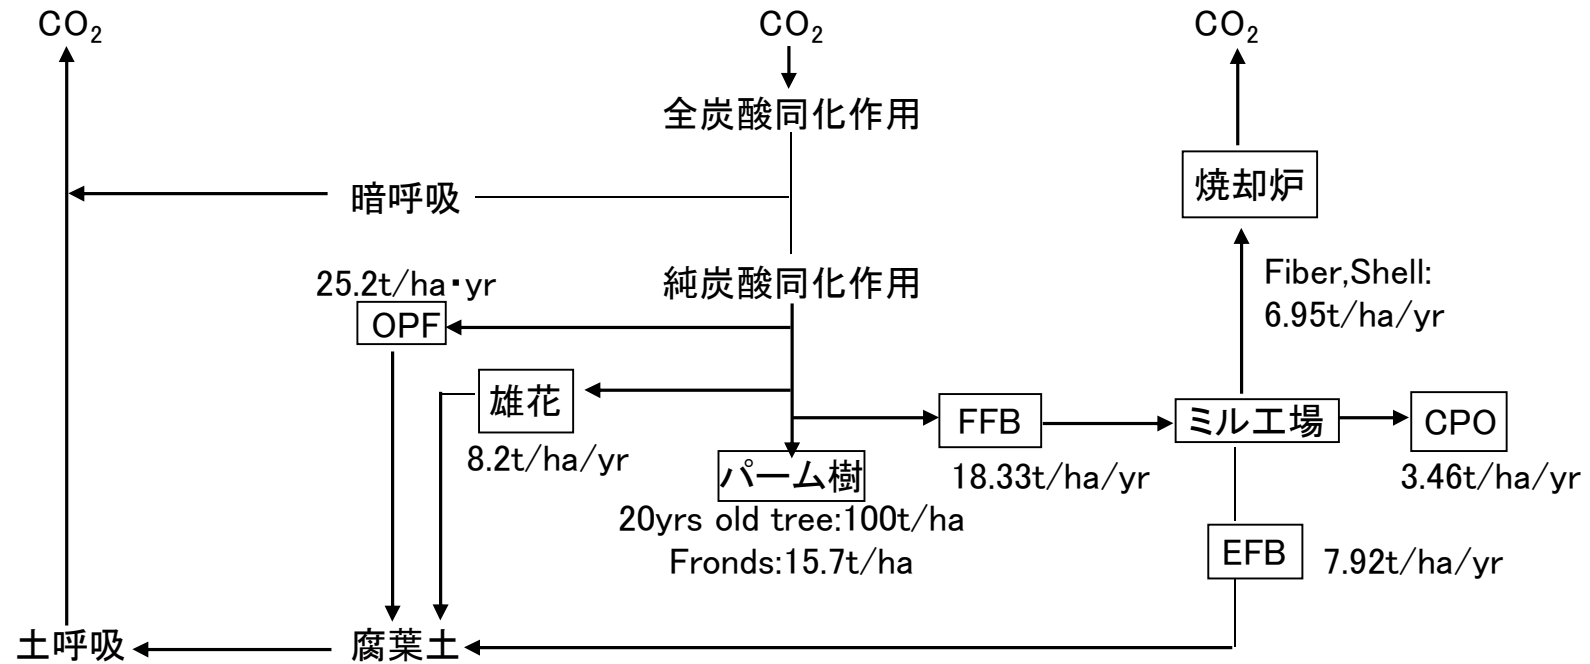 CO₂
CO₂
CO₂
全炭酸同化作用
焼却炉
暗呼吸
純炭酸同化作用
Fiber,Shell:
6.95t/ha/yr
25.2t/ha・yr
OPF
雄花
8.2t/ha/yr
FFB
18.33t/ha/yr
ミル工場
CPO
3.46t/ha/yr
パーム樹
20yrs old tree:100t/ha
Fronds:15.7t/ha
EFB
7.92t/ha/yr
土呼吸
腐葉土